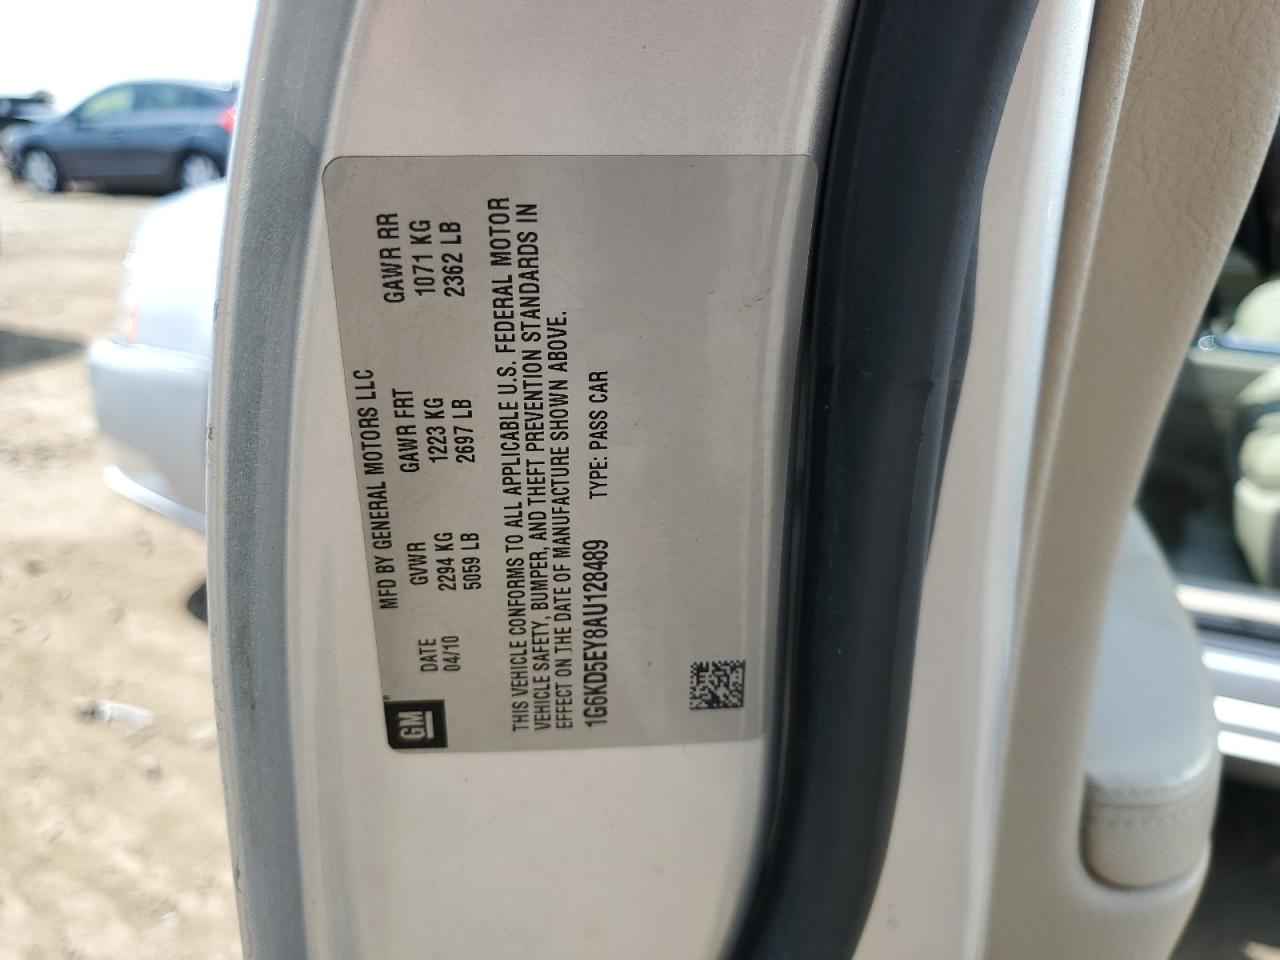 MFD BY GENERAL MOTORS LLC
GM ® DATE GVWR GAWR FRT GAWR RR
04/10 2294 KG 1223 KG 1071 KG
5059 LB 2697 LB 2362 LB
THIS VEHICLE CONFORMS TO ALL APPLICABLE U.S. FEDERAL MOTOR
VEHICLE SAFETY, BUMPER, AND THEFT PREVENTION STANDARDS IN
EFFECT ON THE DATE OF MANUFACTURE SHOWN ABOVE.
1G6KD5EY8AU128489 TYPE: PASS CAR